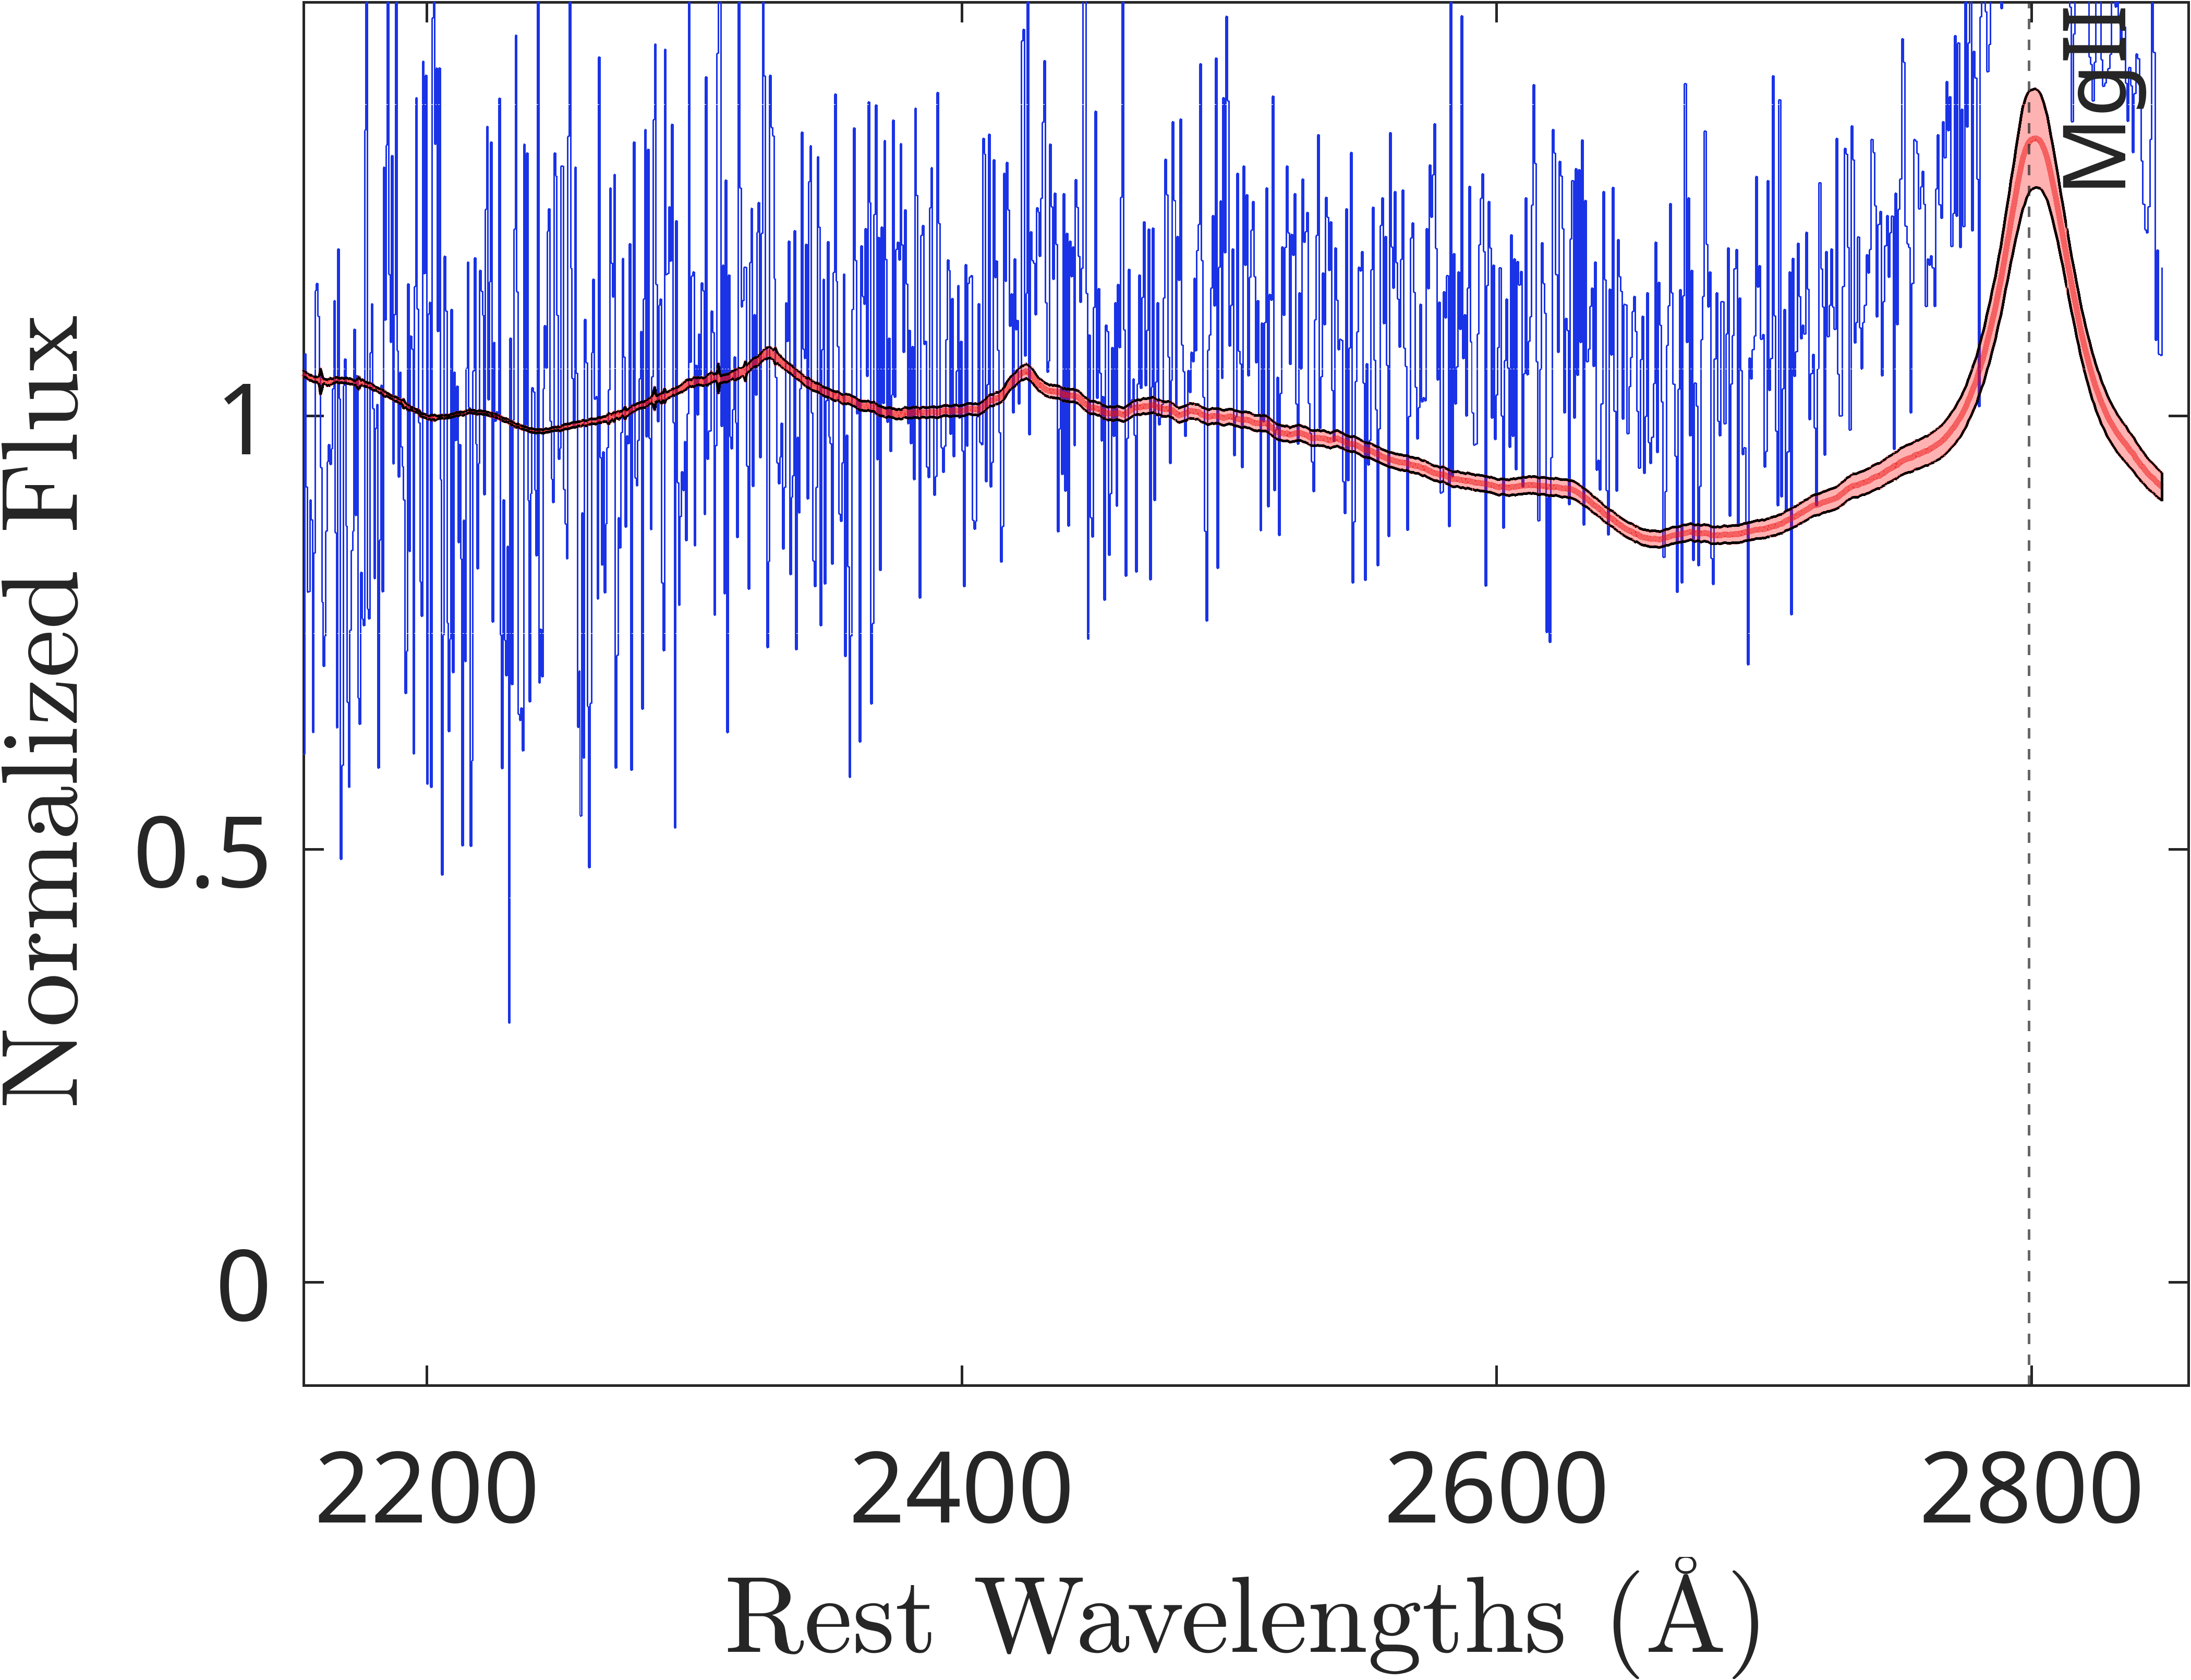 MgII
Normalized Flux
1
0.5
0
2200 2400 2600 2800
Rest Wavelengths (Å)